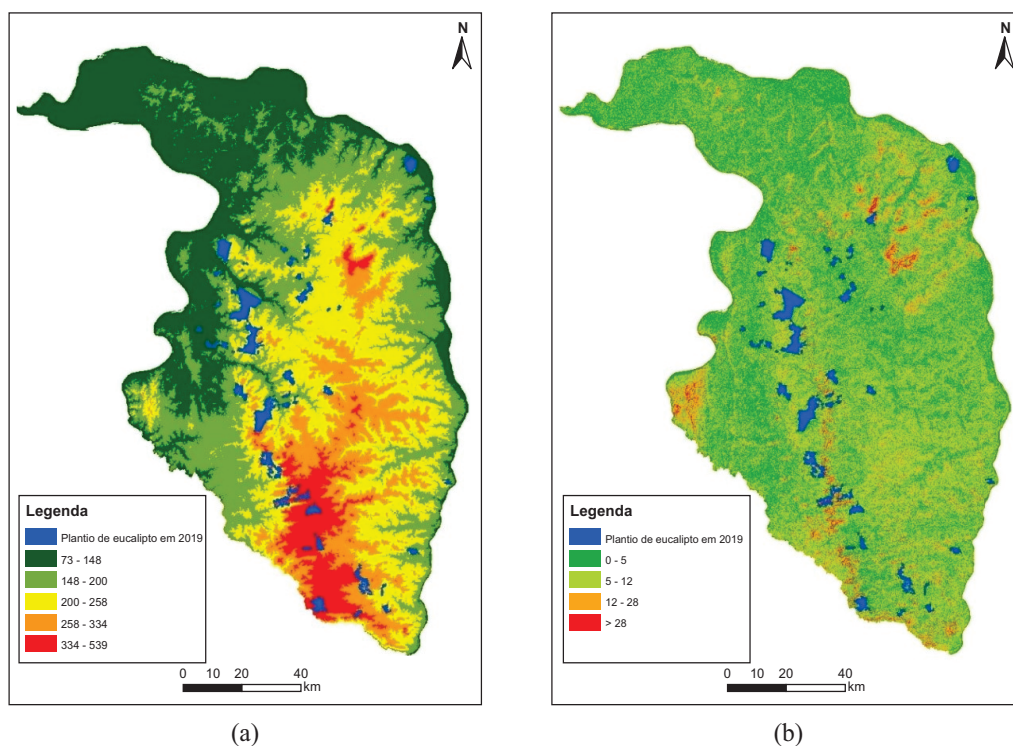 N
Legenda
Plantio de eucalipto em 2019
73 - 148
148 - 200
200 - 258
258 - 334
334 - 539
0 10 20 40
km
(a)
N
Legenda
Plantio de eucalipto em 2019
0 - 5
5 - 12
12 - 28
> 28
0 10 20 40
km
(b)